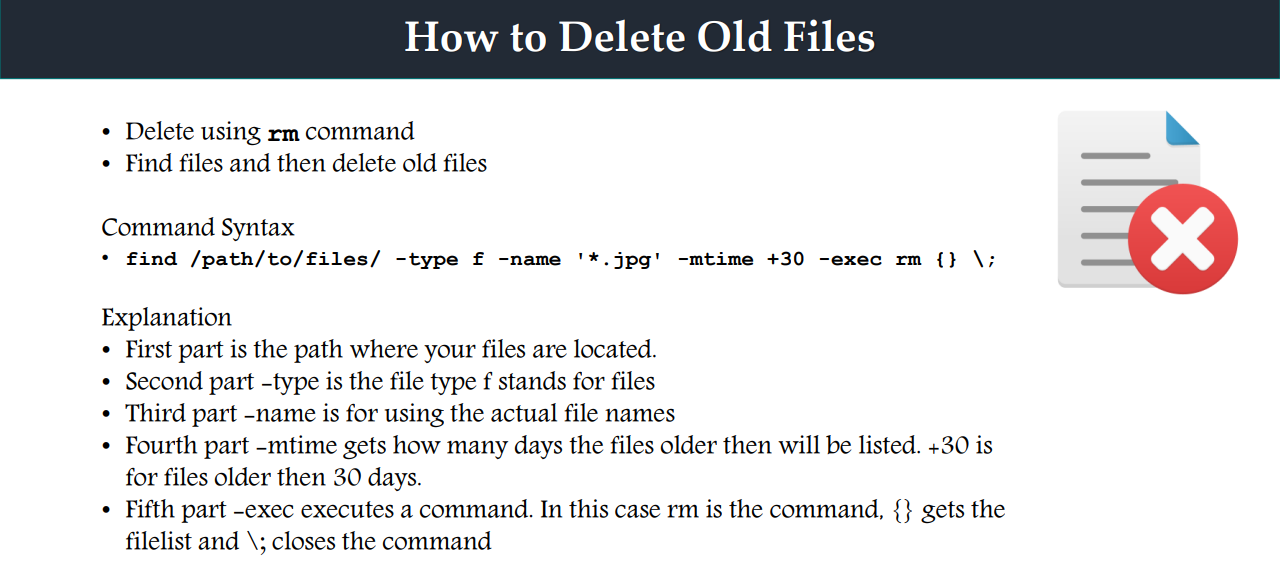 How to Delete Old Files
• Delete using rm command
• Find files and then delete old files
Command Syntax
• find /path/to/files/ -type f -name '*.jpg' -mtime +30 -exec rm {} \;
Explanation
• First part is the path where your files are located.
• Second part –type is the file type f stands for files
• Third part –name is for using the actual file names
• Fourth part –mtime gets how many days the files older then will be listed. +30 is
for files older then 30 days.
• Fifth part –exec executes a command. In this case rm is the command, {} gets the
filelist and \; closes the command